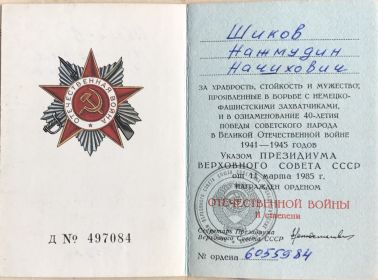 ОТЕЧЕСТВЕННАЯ ВОЙНА
Д № 497084
Шиков
Нажмудин
Начихович
ЗА ХРАБРОСТЬ, СТОЙКОСТЬ И МУЖЕСТВО,
ПРОЯВЛЕННЫЕ В БОРЬБЕ С НЕМЕЦКО-
ФАШИСТСКИМИ ЗАХВАТЧИКАМИ,
И В ОЗНАМЕНОВАНИЕ 40-ЛЕТИЯ
ПОБЕДЫ СОВЕТСКОГО НАРОДА
В ВЕЛИКОЙ ОТЕЧЕСТВЕННОЙ ВОЙНЕ
1941—1945 ГОДОВ
Указом ПРЕЗИДИУМА
ВЕРХОВНОГО СОВЕТА СССР
от 11 марта 1985 г.
НАГРАЖДЕН ОРДЕНОМ
ОТЕЧЕСТВЕННОЙ ВОЙНЫ
II степени
Секретарь Президиума
Верховного Совета СССР
№ ордена 6055584